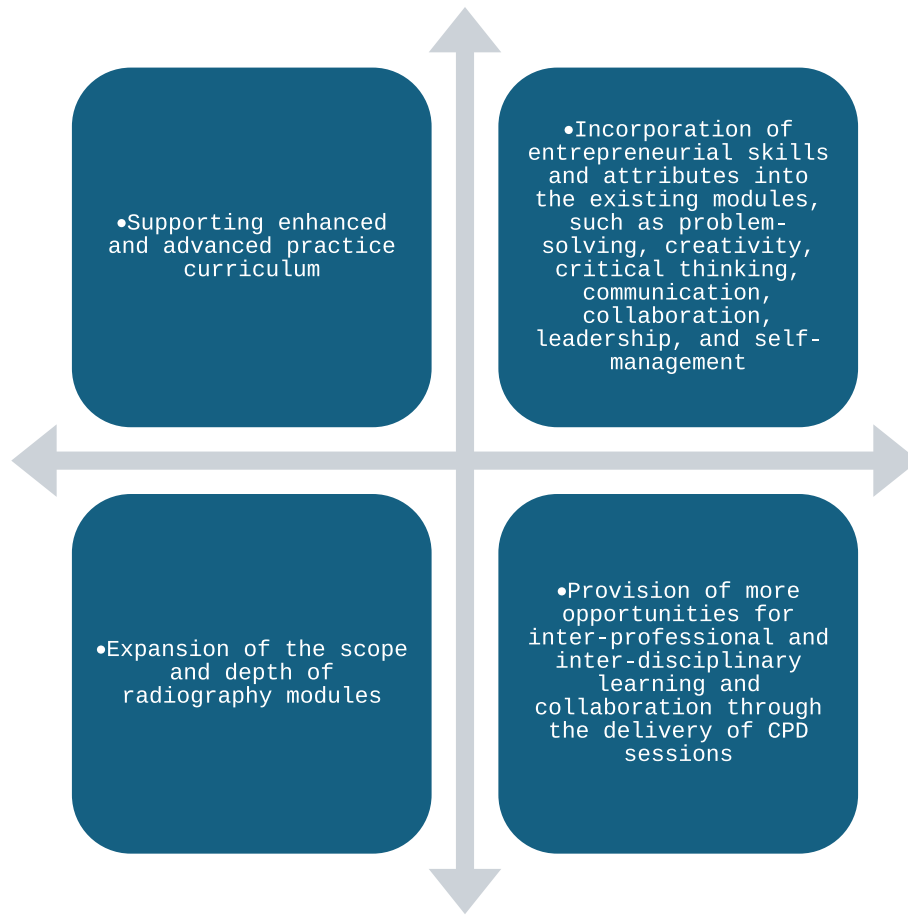 •Supporting enhanced
and advanced practice
curriculum
•Incorporation of
entrepreneurial skills
and attributes into
the existing modules,
such as problem-
solving, creativity,
critical thinking,
communication,
collaboration,
leadership, and self-
management
•Expansion of the scope
and depth of
radiography modules
•Provision of more
opportunities for
inter-professional and
inter-disciplinary
learning and
collaboration through
the delivery of CPD
sessions